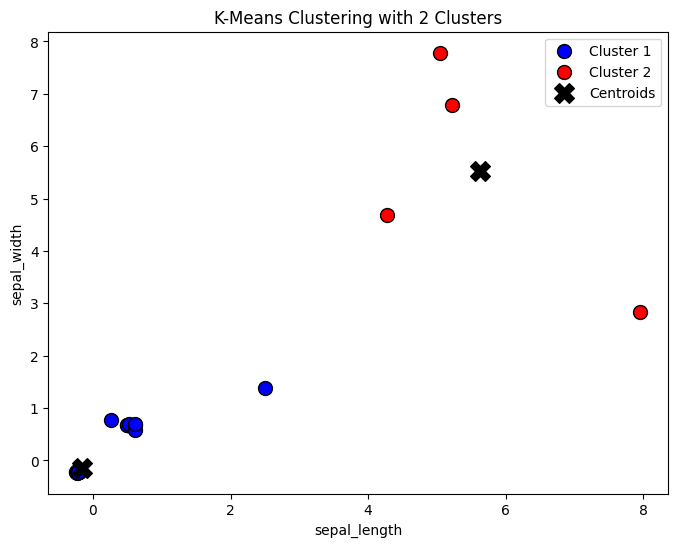 K-Means Clustering with 2 Clusters
Cluster 1
Cluster 2
Centroids
sepal_width
8
7
6
5
4
3
2
1
0
0 2 4 6 8
sepal_length